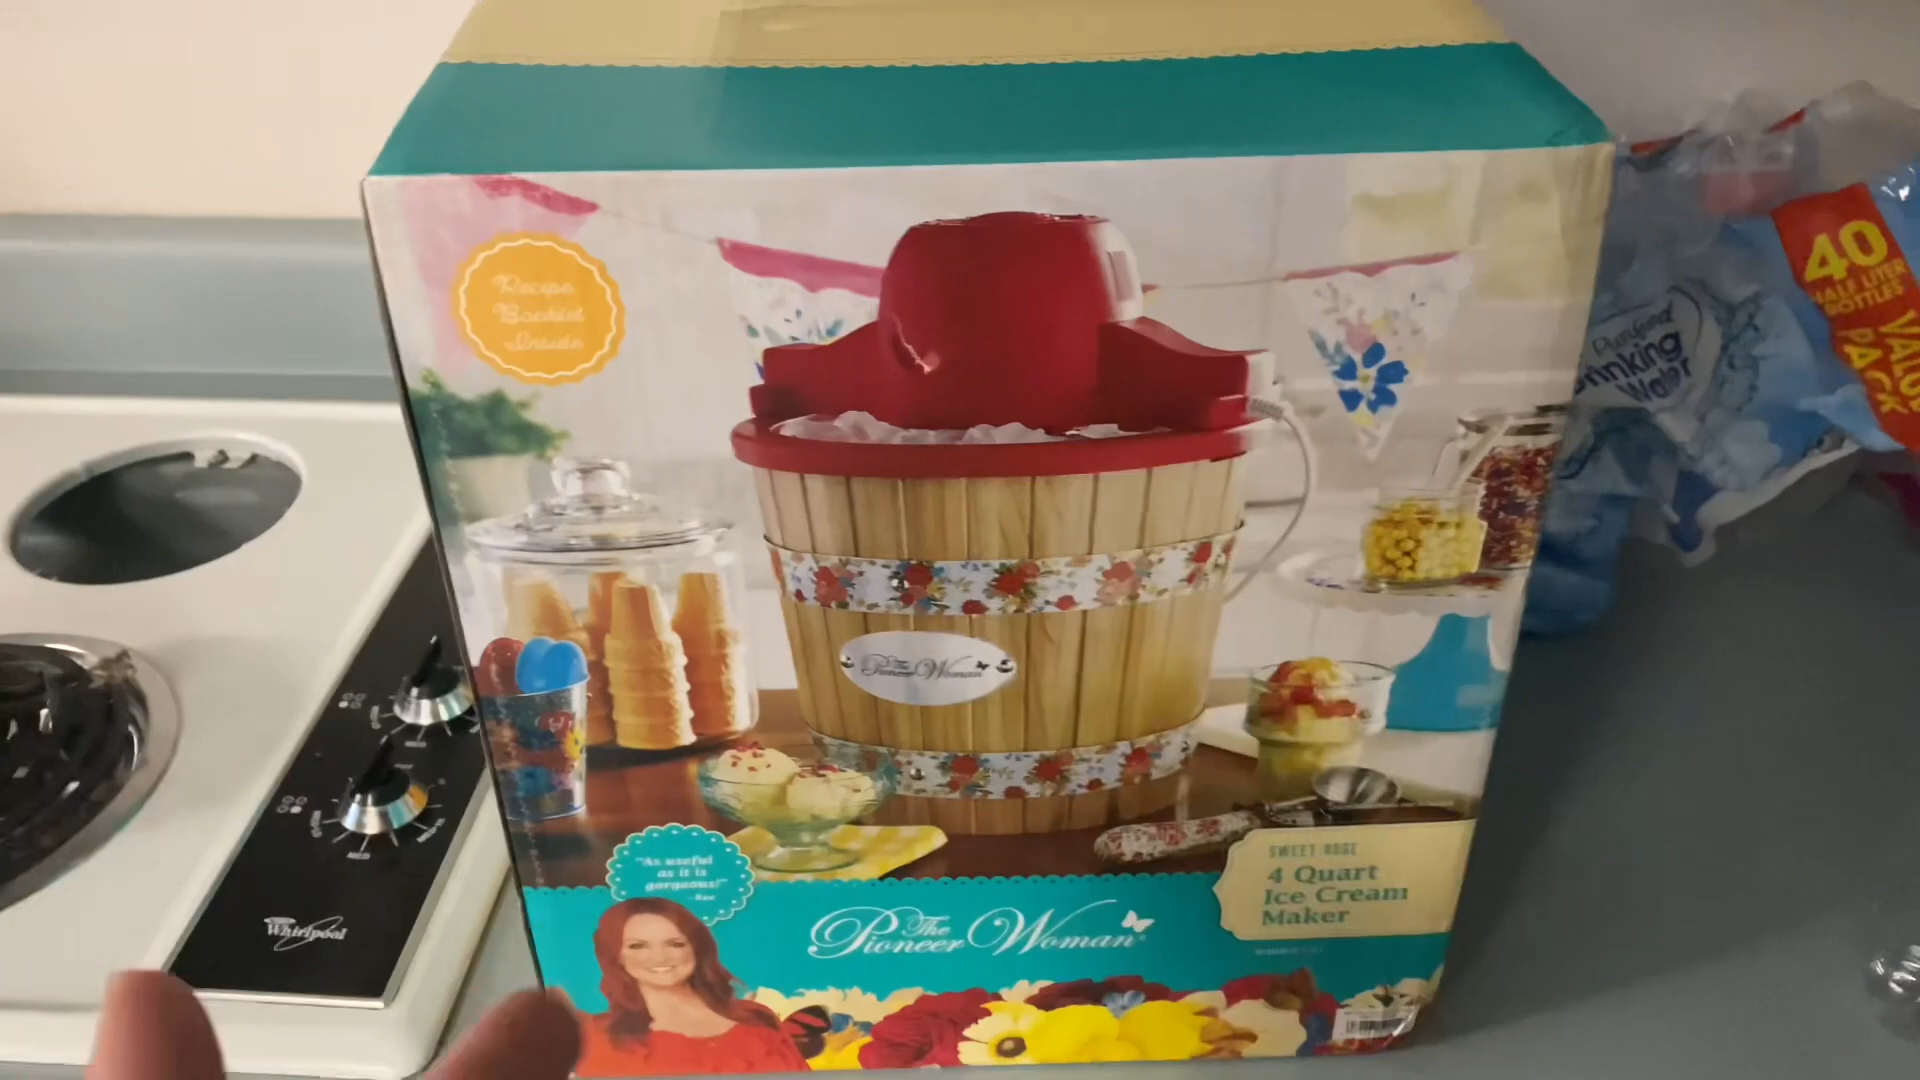 Recipe
Booklet
Inside
40
HALF LITER
BOTTLES
VALUE
PACK
Purified
Drinking
Water
The
Pioneer Woman
"As useful
as it is
gorgeous!"
-Ree
The
Pioneer Woman
SWEET ROSE
4 Quart
Ice Cream
Maker
Whirlpool